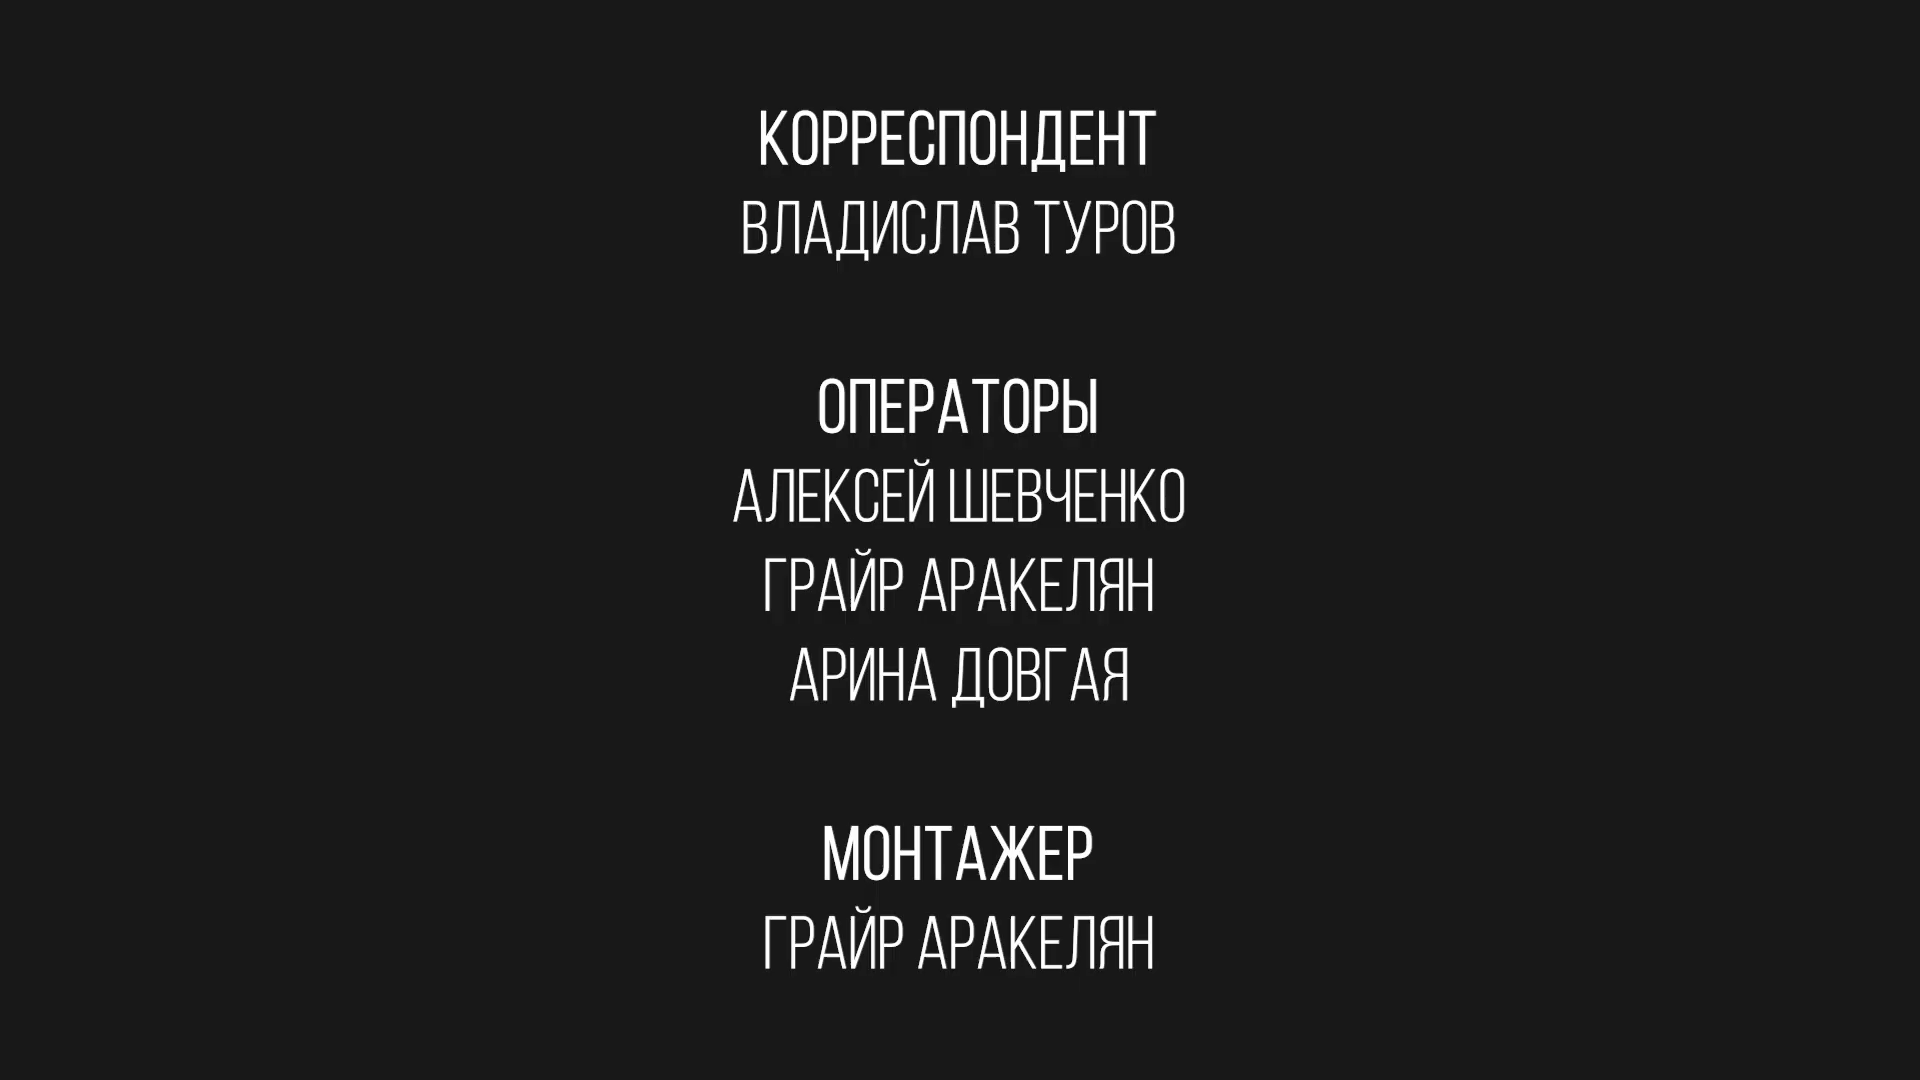 КОРРЕСПОНДЕНТ
ВЛАДИСЛАВ ТУРОВ
ОПЕРАТОРЫ
АЛЕКСЕЙ ШЕВЧЕНКО
ГРАЙР АРАКЕЛЯН
АРИНА ДОВГАЯ
МОНТАЖЕР
ГРАЙР АРАКЕЛЯН